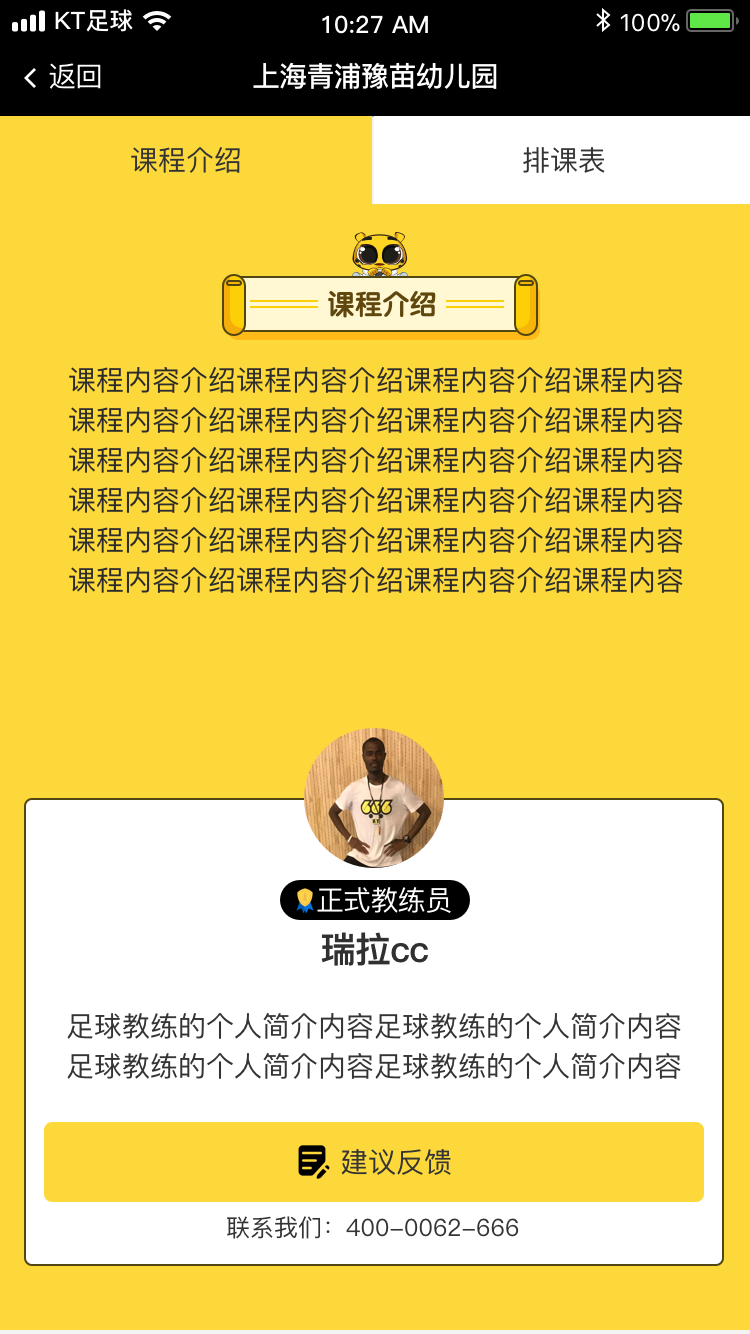 KT足球
10:27 AM
100%
返回
上海青浦豫苗幼儿园
课程介绍
排课表
课程介绍
课程内容介绍课程内容介绍课程内容介绍课程内容
课程内容介绍课程内容介绍课程内容介绍课程内容
课程内容介绍课程内容介绍课程内容介绍课程内容
课程内容介绍课程内容介绍课程内容介绍课程内容
课程内容介绍课程内容介绍课程内容介绍课程内容
课程内容介绍课程内容介绍课程内容介绍课程内容
666
正式教练员
瑞拉cc
足球教练的个人简介内容足球教练的个人简介内容
足球教练的个人简介内容足球教练的个人简介内容
建议反馈
联系我们：400-0062-666